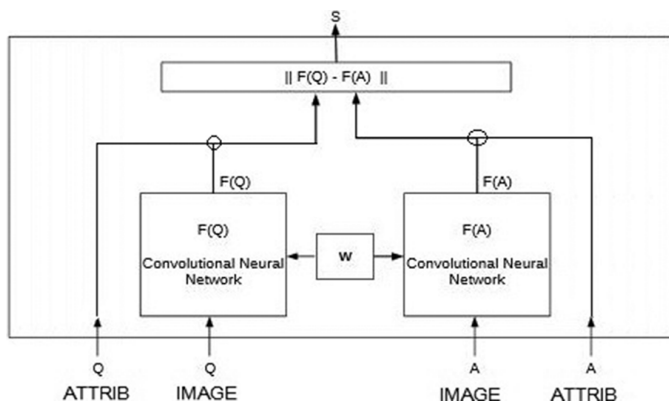 S
|| F(Q) - F(A) ||
F(Q)
F(A)
F(Q)
Convolutional Neural
Network
W
F(A)
Convolutional Neural
Network
Q
Q
A
A
ATTRIB
IMAGE
IMAGE
ATTRIB